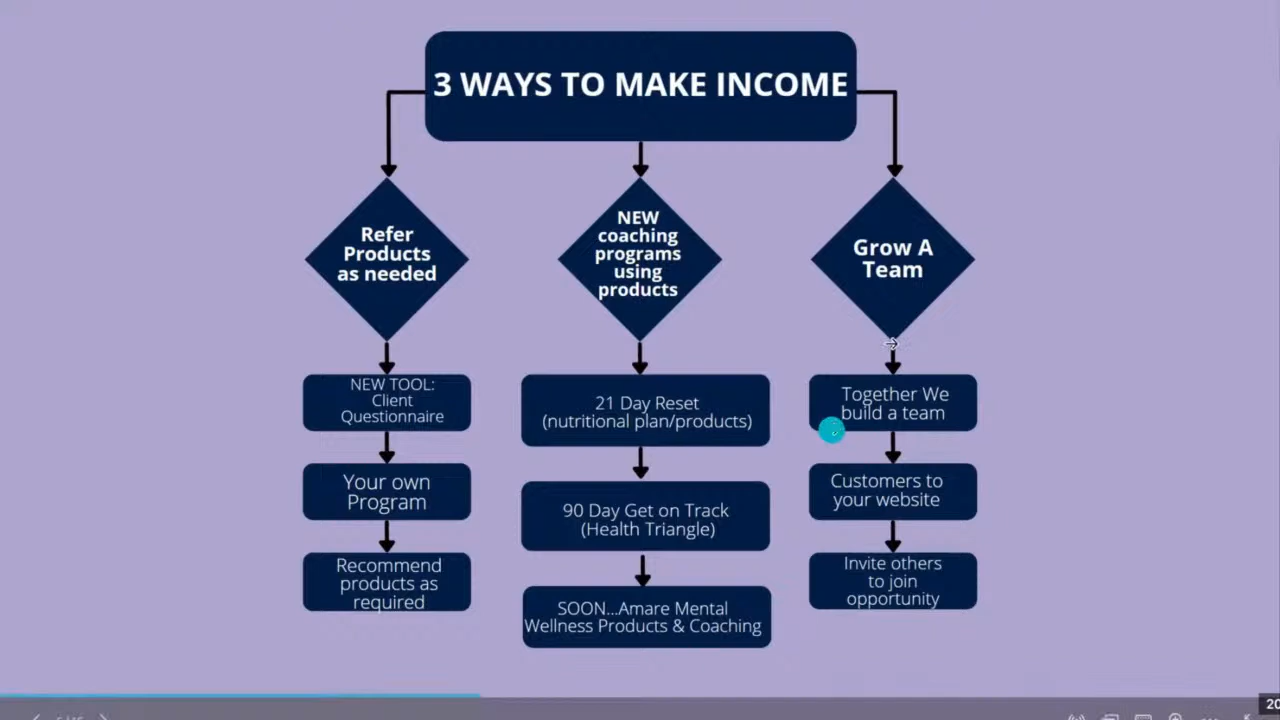 3 WAYS TO MAKE INCOME
Refer
Products
as needed
NEW TOOL:
Client
Questionnaire
Your own
Program
Recommend
products as
required
NEW
coaching
programs
using
products
21 Day Reset
(nutritional plan/products)
90 Day Get on Track
(Health Triangle)
SOON...Amare Mental
Wellness Products & Coaching
Grow A
Team
Together We
build a team
Customers to
your website
Invite others
to join
opportunity
20